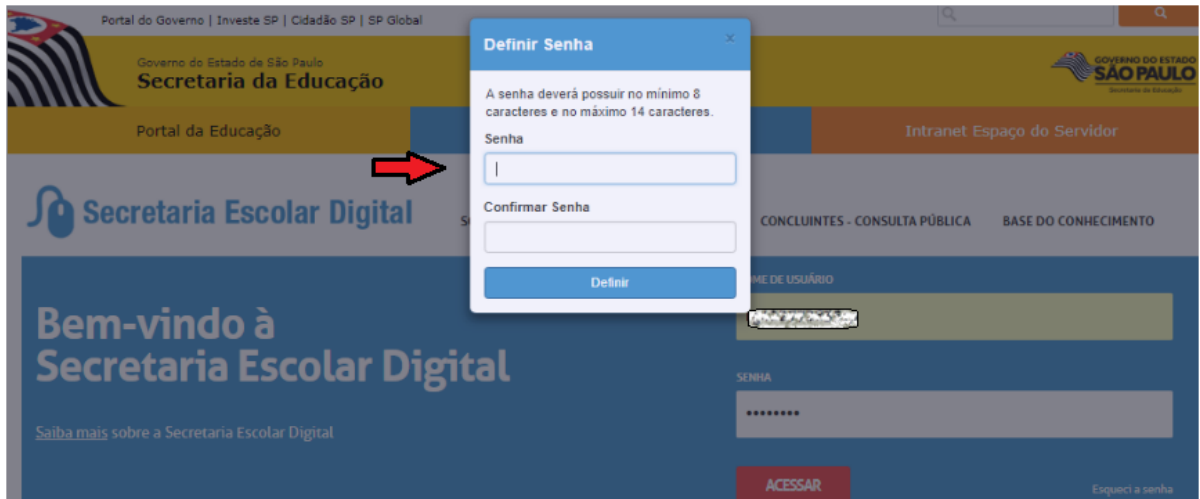 Portal do Governo | Investe SP | Cidadão SP | SP Global
Governo do Estado de São Paulo
Secretaria da Educação
GOVERNO DO ESTADO
SÃO PAULO
Secretaria da Educação
Portal da Educação
Intranet Espaço do Servidor
Definir Senha
×
A senha deverá possuir no mínimo 8
caracteres e no máximo 14 caracteres.
Senha
Confirmar Senha
Definir
Secretaria Escolar Digital
CONCLUINTES - CONSULTA PÚBLICA
BASE DO CONHECIMENTO
Bem-vindo à
Secretaria Escolar Digital
Saiba mais sobre a Secretaria Escolar Digital
OME DE USUÁRIO
SENHA
••••••••
ACESSAR
Esqueci a senha